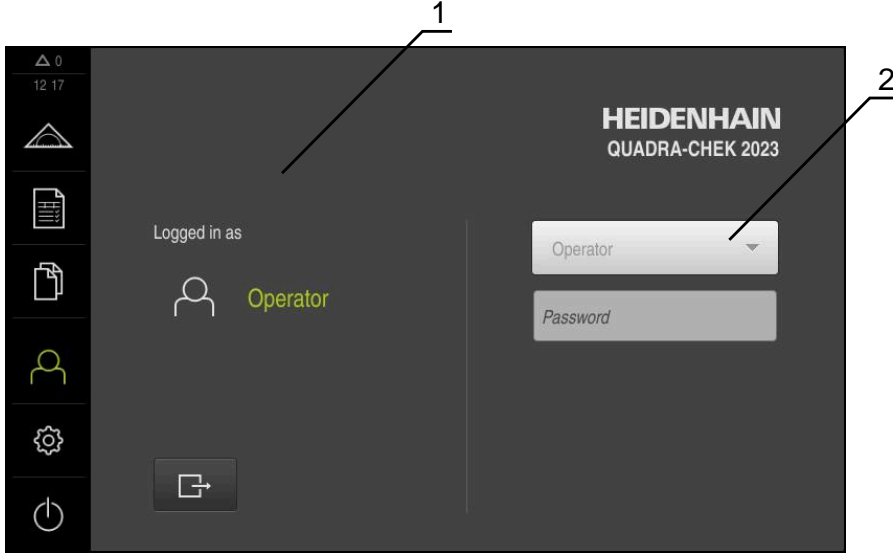 1
2
△ 0
12 17
HEIDENHAIN
QUADRA-CHEK 2023
Logged in as
Operator
Operator
Password